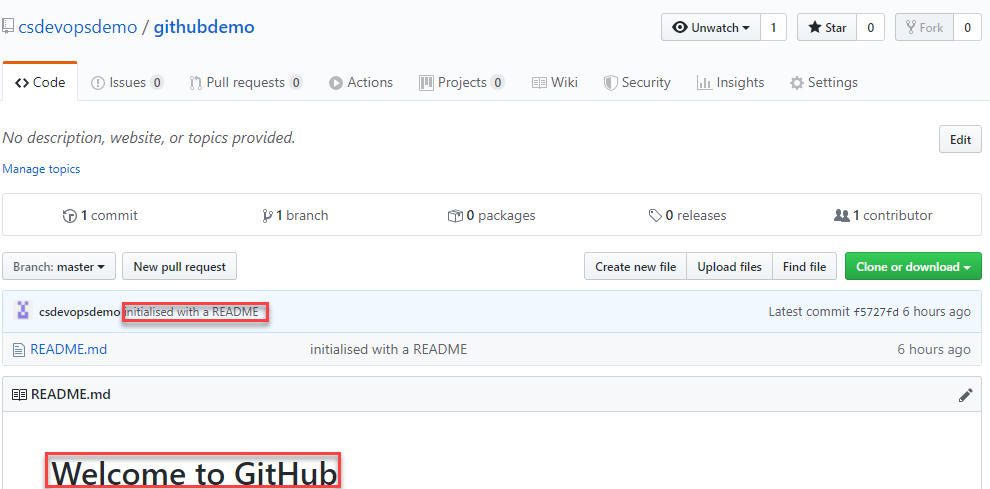 csdevopsdemo / githubdemo
Unwatch 1 Star 0 Fork 0
Code Issues 0 Pull requests 0 Actions Projects 0 Wiki Security Insights Settings
No description, website, or topics provided. Edit
Manage topics
1 commit 1 branch 0 packages 0 releases 1 contributor
Branch: master New pull request Create new file Upload files Find file Clone or download
csdevopsdemo initialised with a README Latest commit f5727fd 6 hours ago
README.md initialised with a README 6 hours ago
README.md
Welcome to GitHub